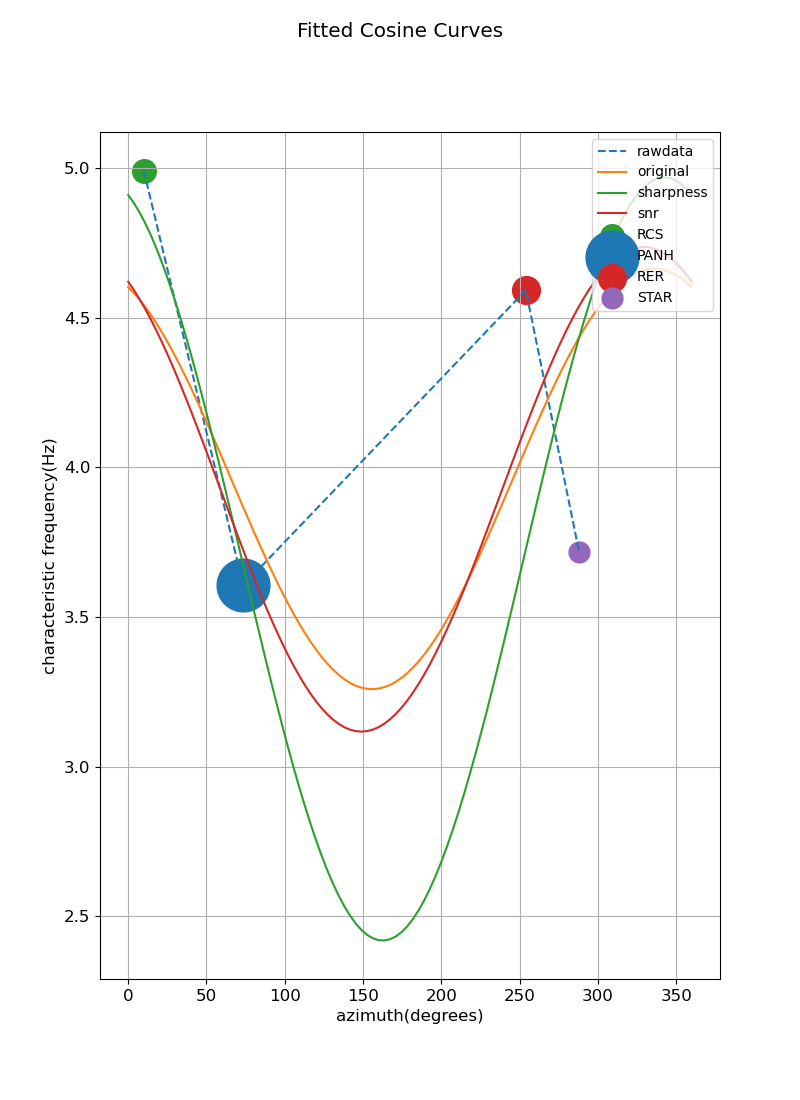 Fitted Cosine Curves
rawdata
original
sharpness
snr
RCS
PANH
RER
STAR
5.0
4.5
4.0
3.5
3.0
2.5
characteristic frequency(Hz)
0 50 100 150 200 250 300 350
azimuth(degrees)